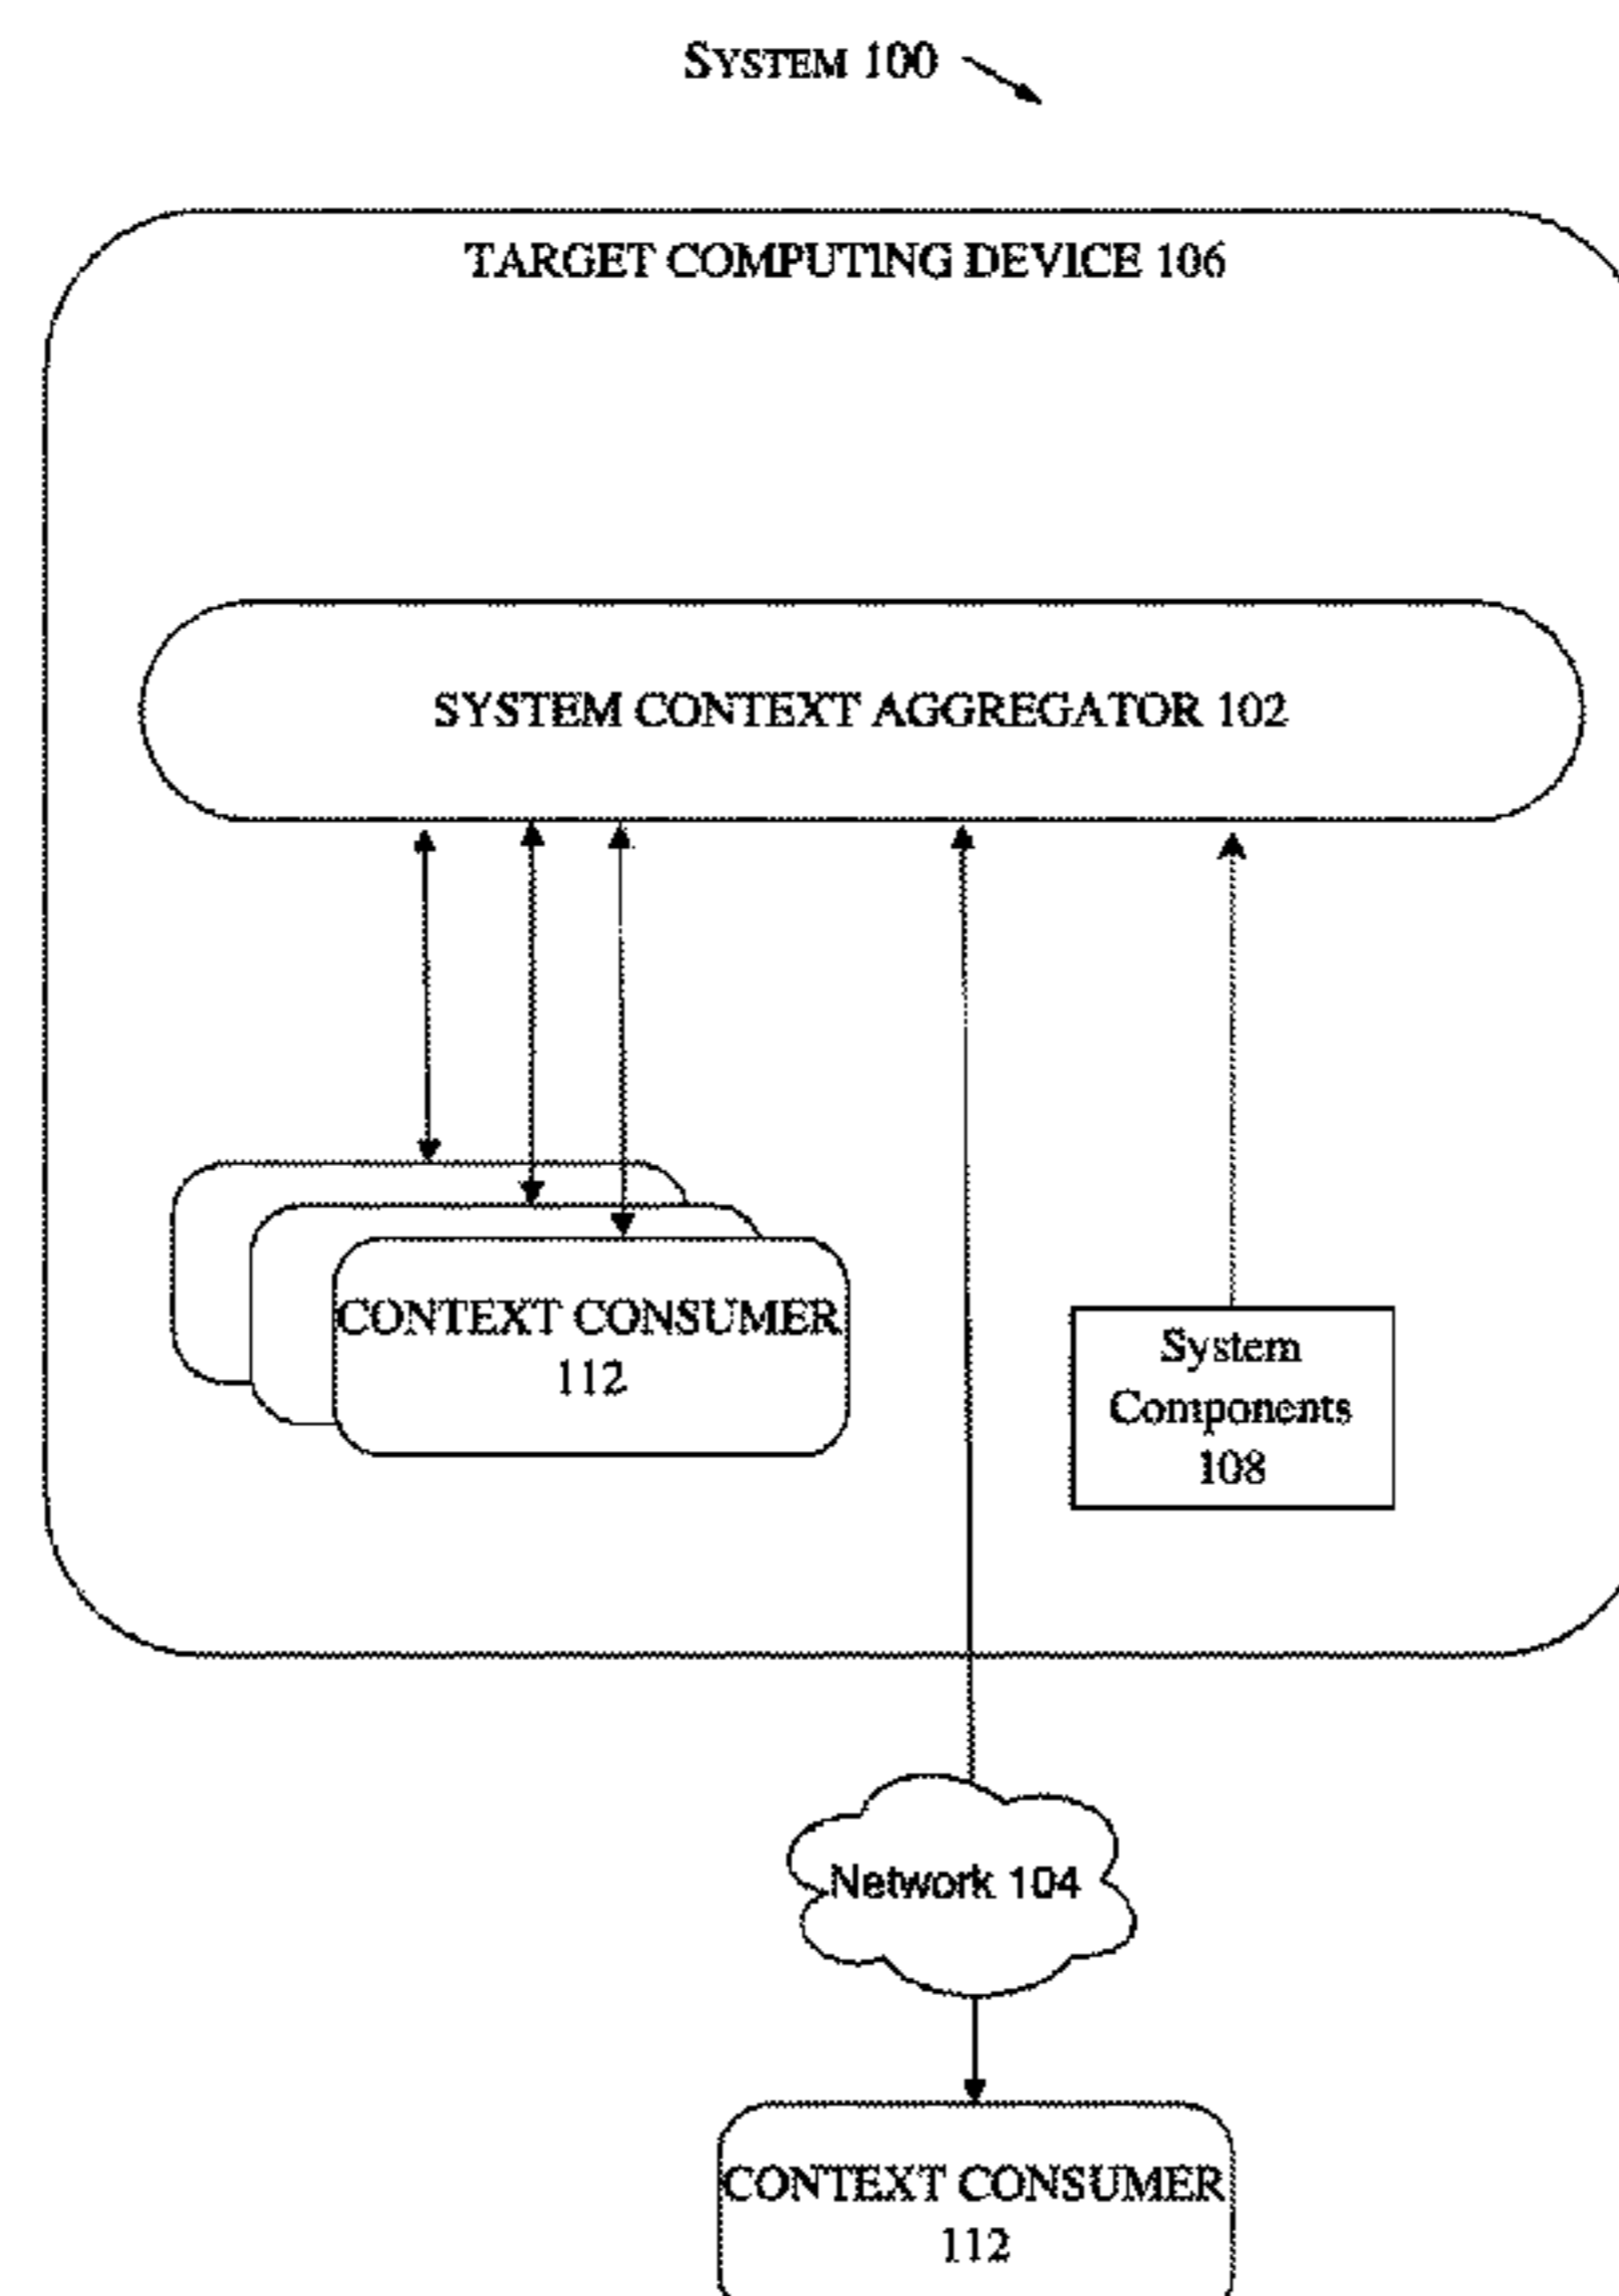 SYSTEM 100
TARGET COMPUTING DEVICE 106
SYSTEM CONTEXT AGGREGATOR 102
CONTEXT CONSUMER
112
System
Components
108
Network 104
CONTEXT CONSUMER
112